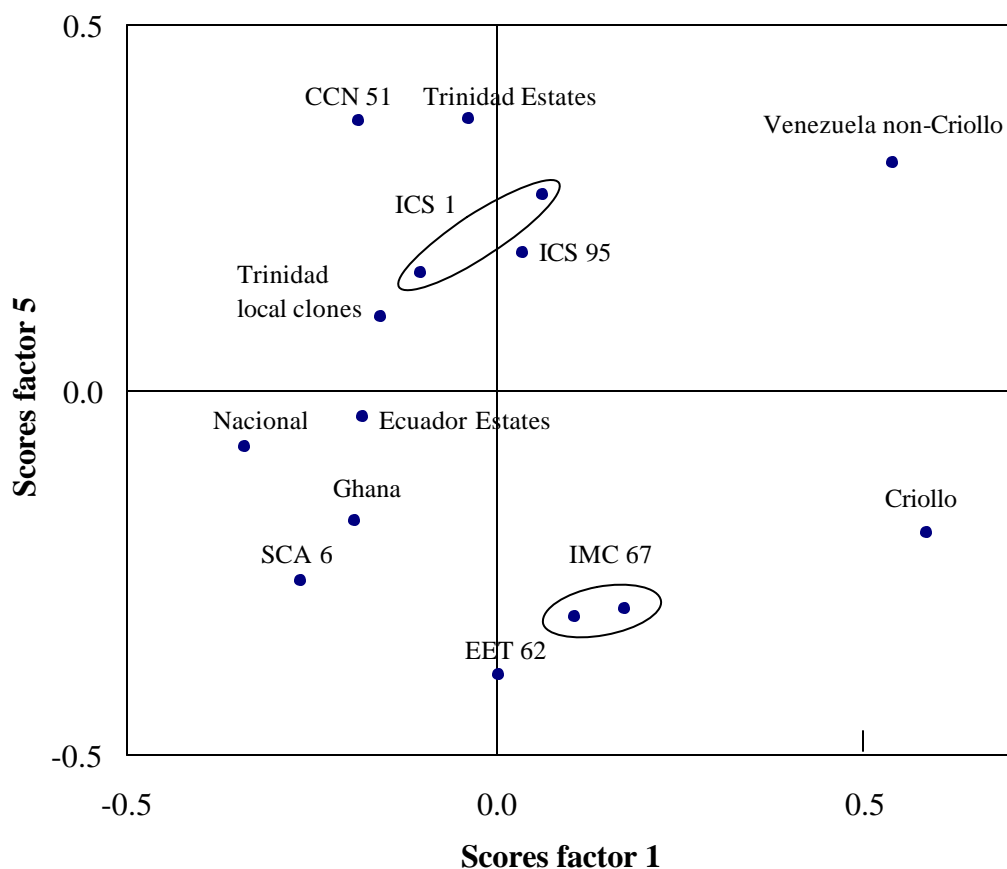 0.5
CCN 51
Trinidad Estates
Venezuela non-Criollo
ICS 1
ICS 95
Trinidad
local clones
Scores factor 5
0.0
Nacional
Ecuador Estates
Ghana
Criollo
SCA 6
IMC 67
EET 62
-0.5
-0.5
0.0
0.5
Scores factor 1